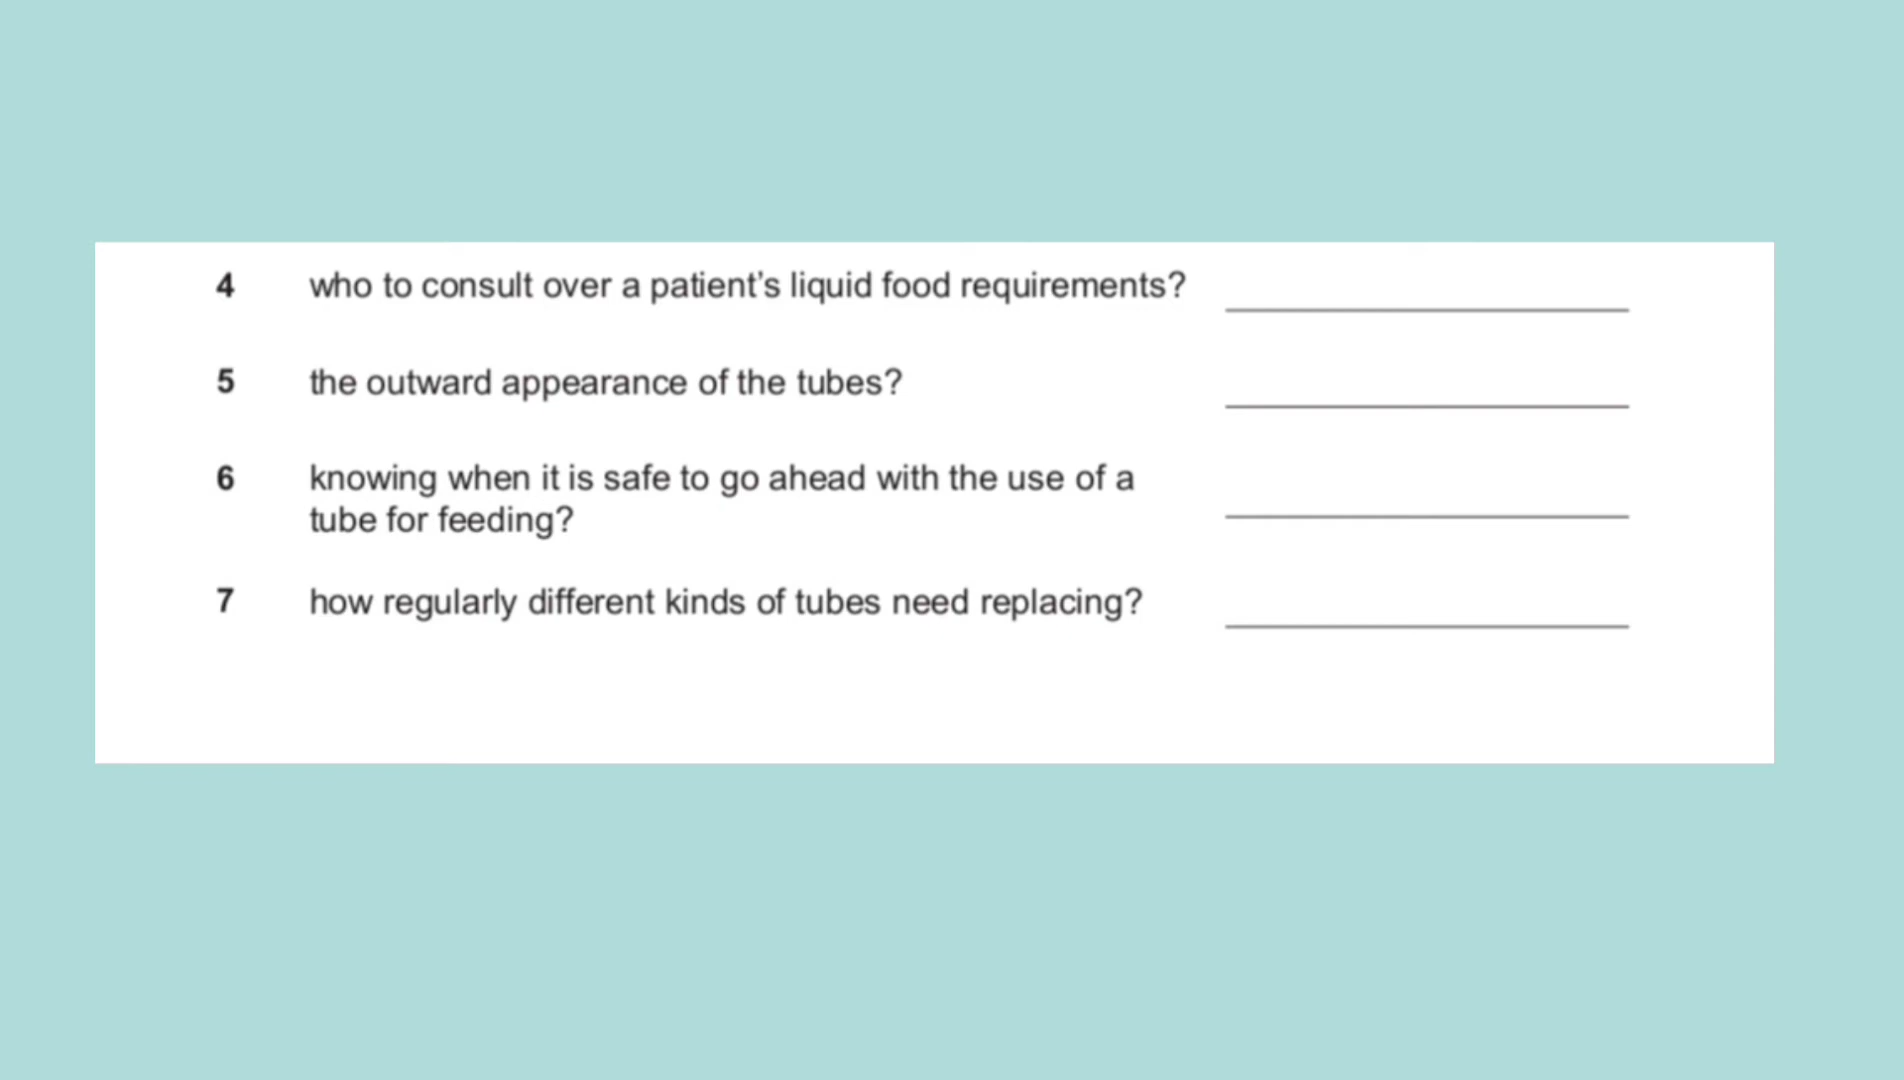 4 who to consult over a patient's liquid food requirements?
5 the outward appearance of the tubes?
6 knowing when it is safe to go ahead with the use of a
tube for feeding?
7 how regularly different kinds of tubes need replacing?